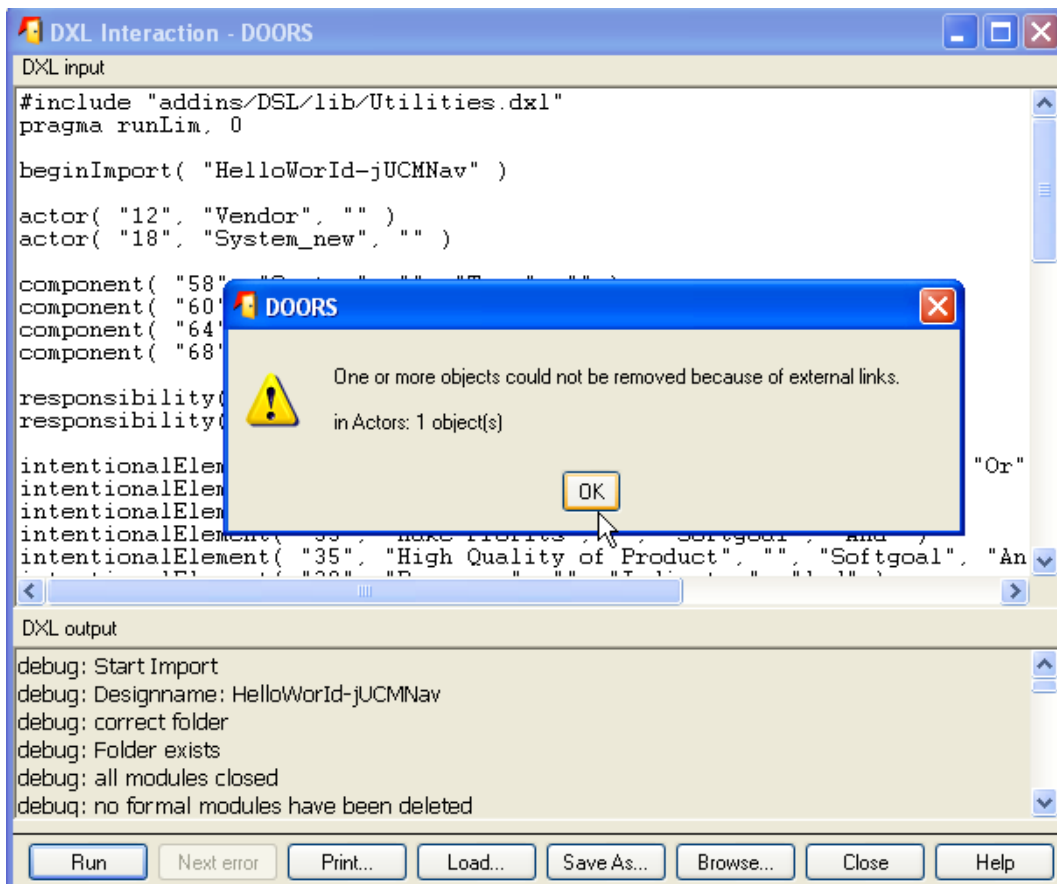 DXL Interaction - DOORS
DXL input
#include "addins/DSL/lib/Utilities.dxl"
pragma runLim, 0
beginImport( "HelloWorId-jUCMNav" )
actor( "12", "Vendor", "" )
actor( "18", "System_new", "" )
component( "58"
component( "60"
component( "64"
component( "68"
responsibility(
responsibility(
intentionalElem "Or"
intentionalElem
intentionalElem
intentionalElement(
intentionalElement( "35", "High Quality of Product", "", "Softgoal", "An
DOORS
One or more objects could not be removed because of external links.
in Actors: 1 object(s)
OK
DXL output
debug: Start Import
debug: Designname: HelloWorId-jUCMNav
debug: correct folder
debug: Folder exists
debug: all modules closed
debug: no formal modules have been deleted
Run Next error Print... Load... Save As... Browse... Close Help